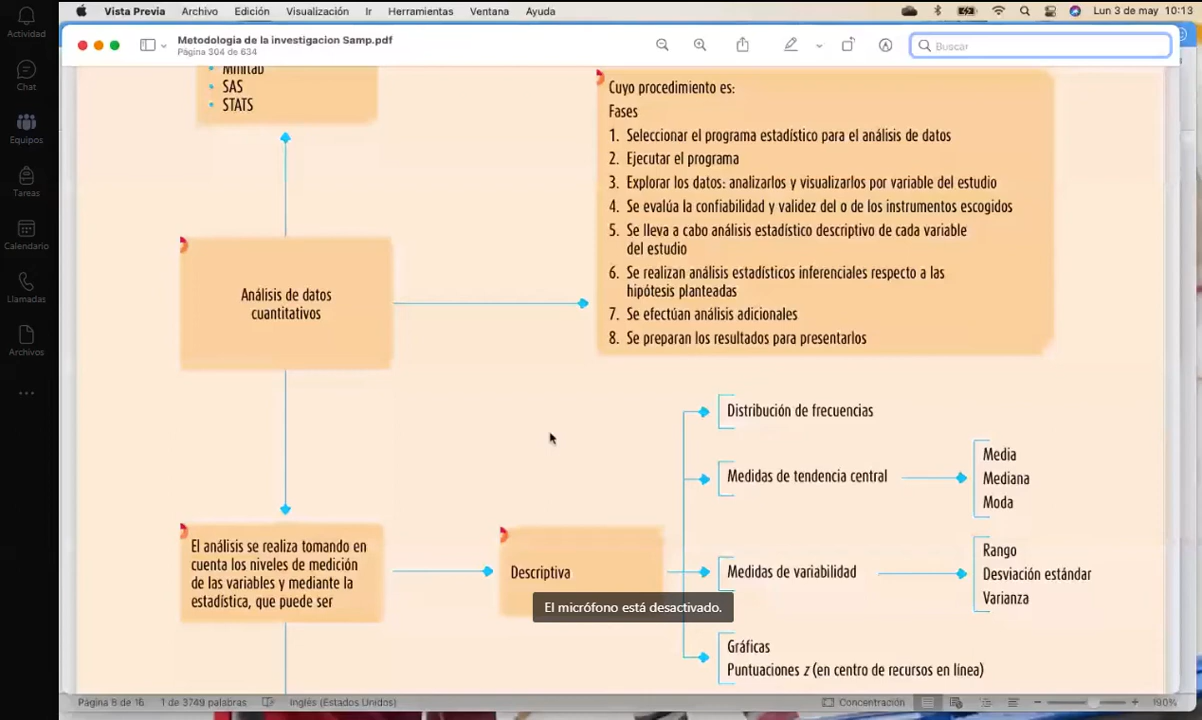 Vista Previa Archivo Edición Visualización Ir Herramientas Ventana Ayuda Lun 3 de may 10:13
Metodologia de la investigacion Samp.pdf
Página 304 de 634
Buscar
Actividad
Chat
Equipos
Tareas
Calendario
Llamadas
Archivos
Minitab
SAS
STATS
Cuyo procedimiento es:
Fases
1. Seleccionar el programa estadístico para el análisis de datos
2. Ejecutar el programa
3. Explorar los datos: analizarlos y visualizarlos por variable del estudio
4. Se evalúa la confiabilidad y validez del o de los instrumentos escogidos
5. Se lleva a cabo análisis estadístico descriptivo de cada variable
del estudio
6. Se realizan análisis estadísticos inferenciales respecto a las
hipótesis planteadas
7. Se efectúan análisis adicionales
8. Se preparan los resultados para presentarlos
Análisis de datos
cuantitativos
Distribución de frecuencias
Medidas de tendencia central
Media
Mediana
Moda
El análisis se realiza tomando en
cuenta los niveles de medición
de las variables y mediante la
estadística, que puede ser
Descriptiva
Medidas de variabilidad
Rango
Desviación estándar
Varianza
El micrófono está desactivado.
Gráficas
Puntuaciones z (en centro de recursos en línea)
Página 8 de 16 1 de 3749 palabras Inglés (Estados Unidos) Concentración 190%